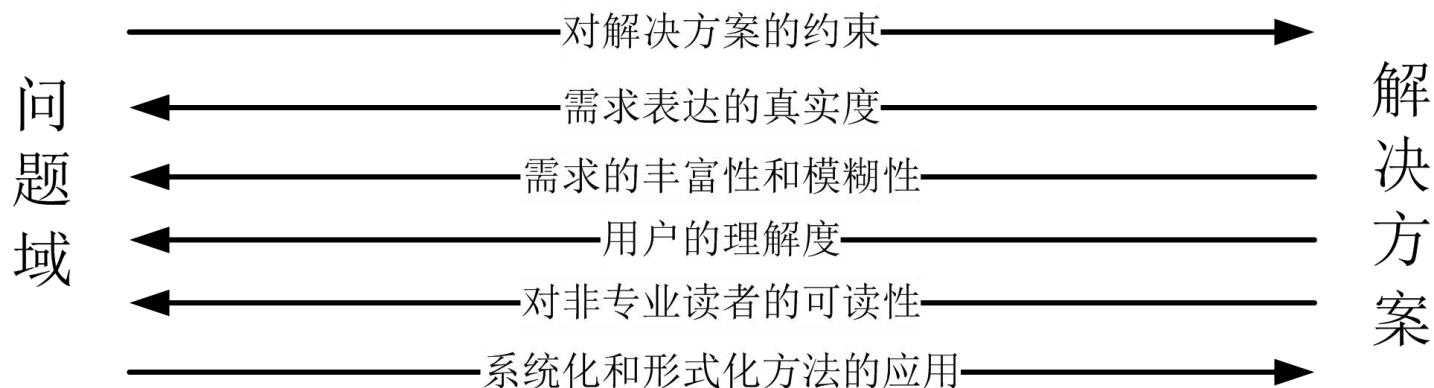 问题域
对解决方案的约束
需求表达的真实度
需求的丰富性和模糊性
用户的理解度
对非专业读者的可读性
系统化和形式化方法的应用
解决方案